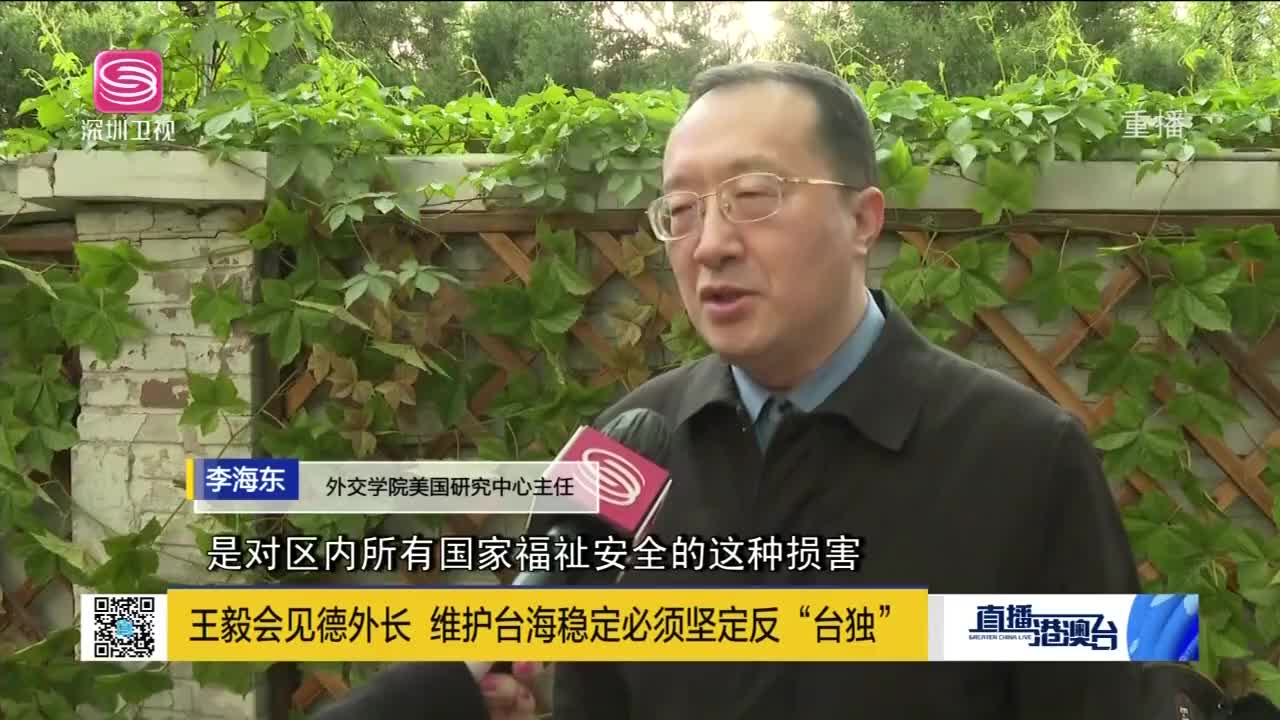 深圳卫视
重播
李海东
外交学院美国研究中心主任
是对区内所有国家福祉安全的这种损害
王毅会见德外长 维护台海稳定必须坚定反“台独”
直播港澳台
GREATER CHINA LIVE